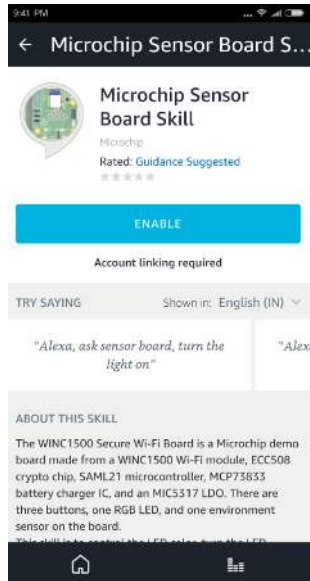 9:41 PM
Microchip Sensor Boar d S...
Microchip Sensor
Board Skill
Microchip
Rated: Guidance Suggested
ENABLE
Account linking required
TRY SAYING
Shown in: English (IN)
"Alexa, ask sensor board, turn the
light on"
"Alex
ABOUT THIS SKILL
The WINC1500 Secure Wi-Fi Board is a Microchip demo
board made from a WINC1500 Wi-Fi module, ECC508
crypto chip, SAML21 microcontroller, MCP73833
battery charger IC, and an MIC5317 LDO. There are
three buttons, one RGB LED, and one environment
sensor on the board.